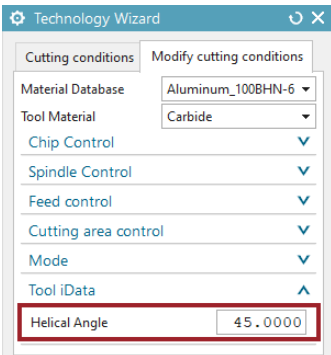 Technology Wizard
Cutting conditions Modify cutting conditions
Material Database Aluminum_100BHN-6
Tool Material Carbide
Chip Control
Spindle Control
Feed control
Cutting area control
Mode
Tool iData
Helical Angle 45.0000